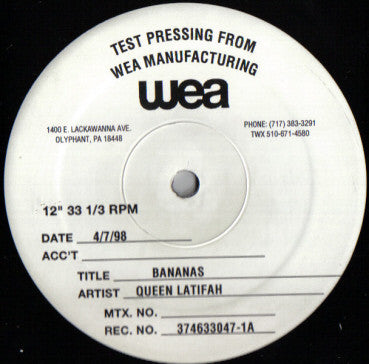 TEST PRESSING FROM
WEA MANUFACTURING
wea
1400 E. LACKAWANNA AVE.
OLYPHANT, PA 18448
PHONE: (717) 383-3291
TWX 510-671-4580
12" 33 1/3 RPM
DATE 4/7/98
ACC'T
TITLE BANANAS
ARTIST QUEEN LATIFAH
MTX. NO.
REC. NO. 374633047-1A